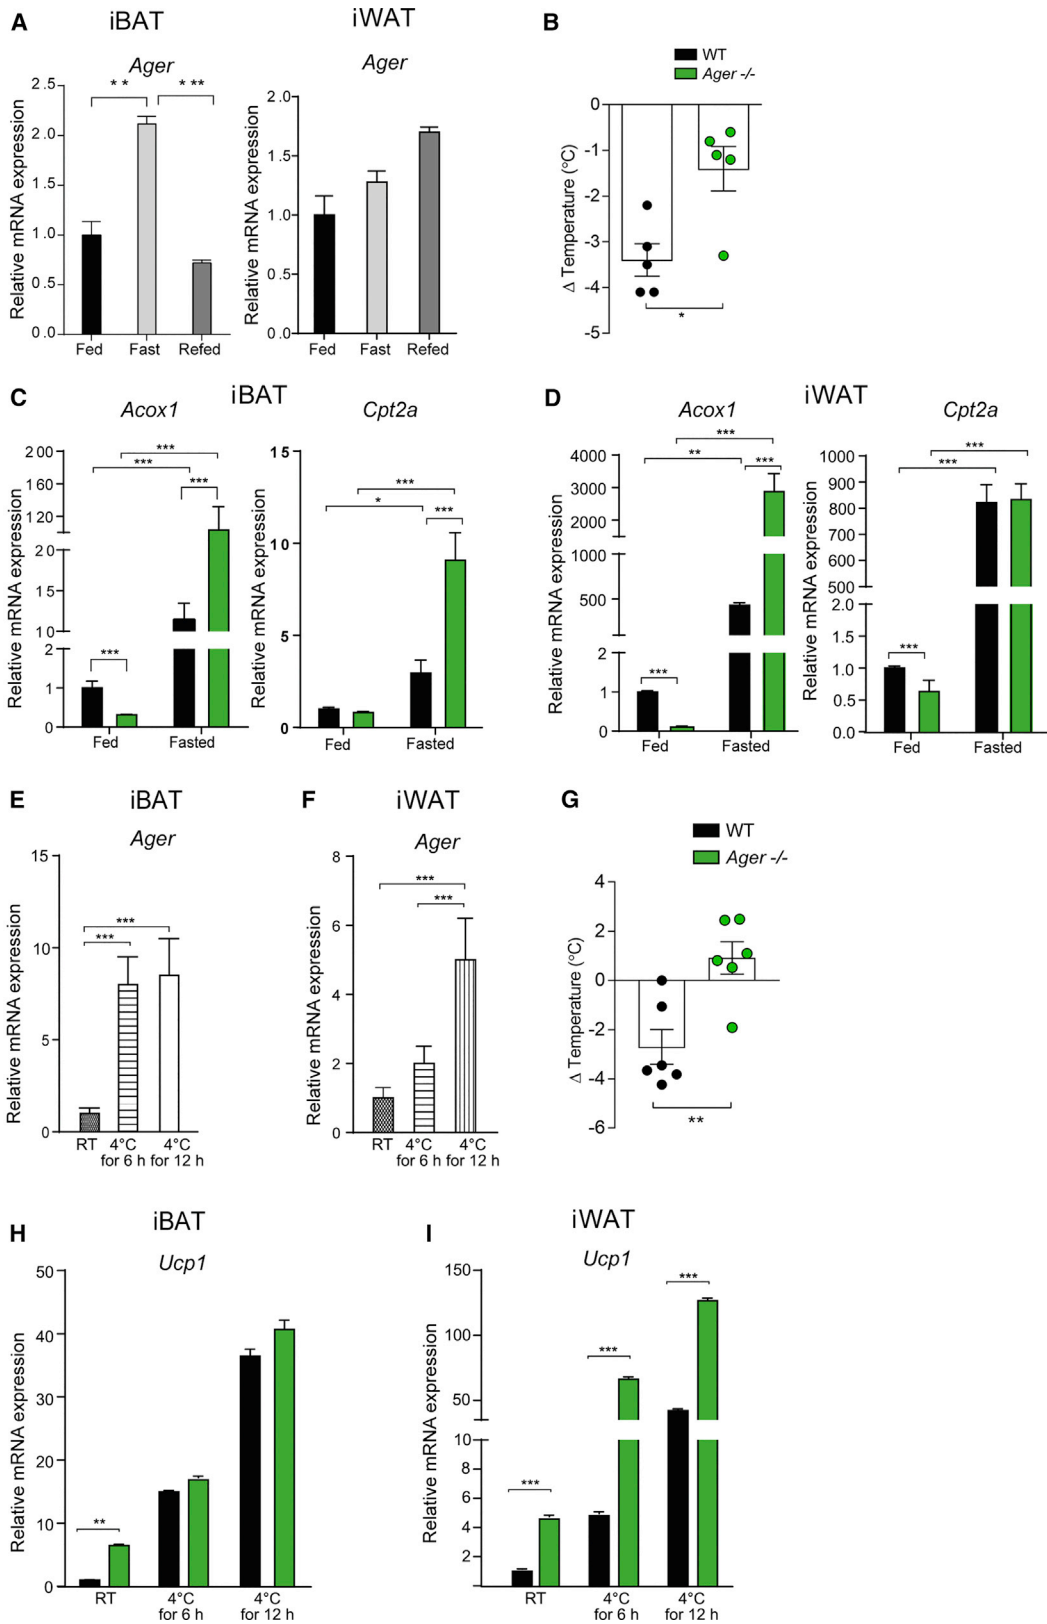 A
iBAT
iWAT
Ager
Ager
Relative mRNA expression
2.5
2.0
1.5
1.0
0.5
0.0
* *
* **
Fed
Fast
Refed
Relative mRNA expression
2.0
1.5
1.0
0.5
0.0
Fed
Fast
Refed
B
WT
Ager -/-
Δ Temperature (°C)
0
-1
-2
-3
-4
-5
*
C
iBAT
Acox1
Cpt2a
Relative mRNA expression
200
160
120
20
15
10
2
1
0
***
***
***
***
Fed
Fasted
Relative mRNA expression
15
10
5
0
***
*
***
Fed
Fasted
D
iWAT
Acox1
Cpt2a
Relative mRNA expression
4000
3000
2000
1000
500
2
1
0
***
**
***
***
Fed
Fasted
Relative mRNA expression
1000
900
800
700
600
500
2.0
1.5
1.0
0.5
0.0
***
***
***
Fed
Fasted
E
iBAT
Ager
Relative mRNA expression
15
10
5
0
***
***
RT
4°C
for 6 h
4°C
for 12 h
F
iWAT
Ager
Relative mRNA expression
8
6
4
2
0
***
***
RT
4°C
for 6 h
4°C
for 12 h
G
WT
Ager -/-
Δ Temperature (°C)
4
2
0
-2
-4
-6
**
H
iBAT
Ucp1
Relative mRNA expression
50
40
30
20
10
0
**
RT
4°C
for 6 h
4°C
for 12 h
I
iWAT
Ucp1
Relative mRNA expression
150
100
50
10
8
6
4
2
***
***
***
RT
4°C
for 6 h
4°C
for 12 h